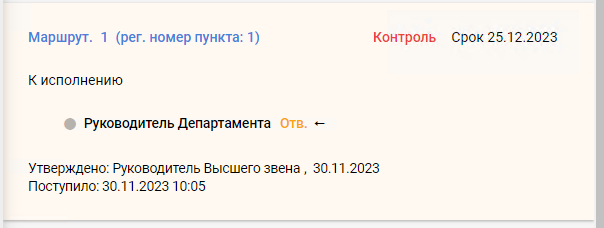 Маршрут. 1 (рег. номер пункта: 1) Контроль Срок 25.12.2023
К исполнению
Руководитель Департамента Отв. ←
Утверждено: Руководитель Высшего звена , 30.11.2023
Поступило: 30.11.2023 10:05